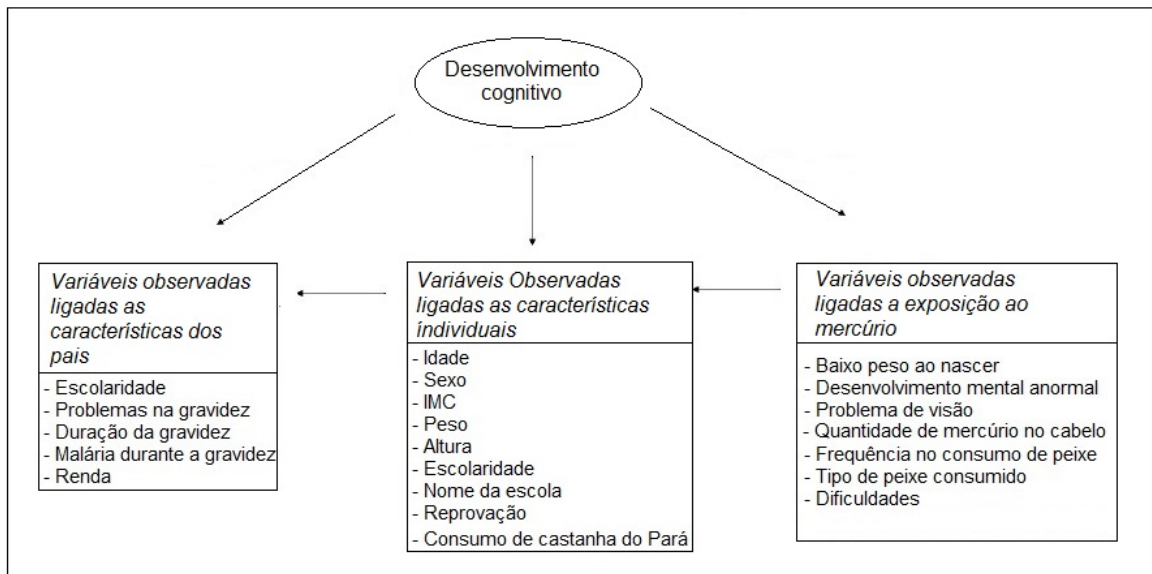 Desenvolvimento
cognitivo
Variáveis observadas
ligadas as
características dos
pais
- Escolaridade
- Problemas na gravidez
- Duração da gravidez
- Malária durante a gravidez
- Renda
Variáveis Observadas
ligadas as características
índividuais
- Idade
- Sexo
- IMC
- Peso
- Altura
- Escolaridade
- Nome da escola
- Reprovação
- Consumo de castanha do Pará
Variáveis observadas
ligadas a exposição ao
mercúrio
- Baixo peso ao nascer
- Desenvolvimento mental anormal
- Problema de visão
- Quantidade de mercúrio no cabelo
- Frequência no consumo de peixe
- Tipo de peixe consumido
- Dificuldades